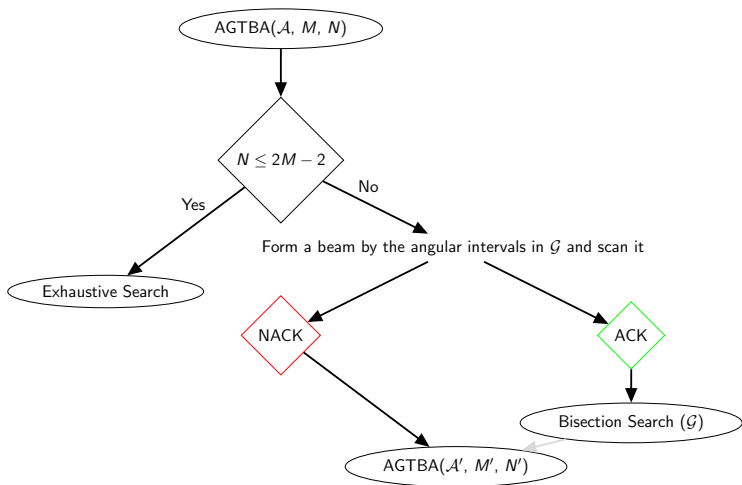 AGTBA(𝒜, M, N)
N ≤ 2M − 2
Yes
No
Form a beam by the angular intervals in 𝒢 and scan it
Exhaustive Search
NACK
ACK
Bisection Search (𝒢)
AGTBA(𝒜′, M′, N′)